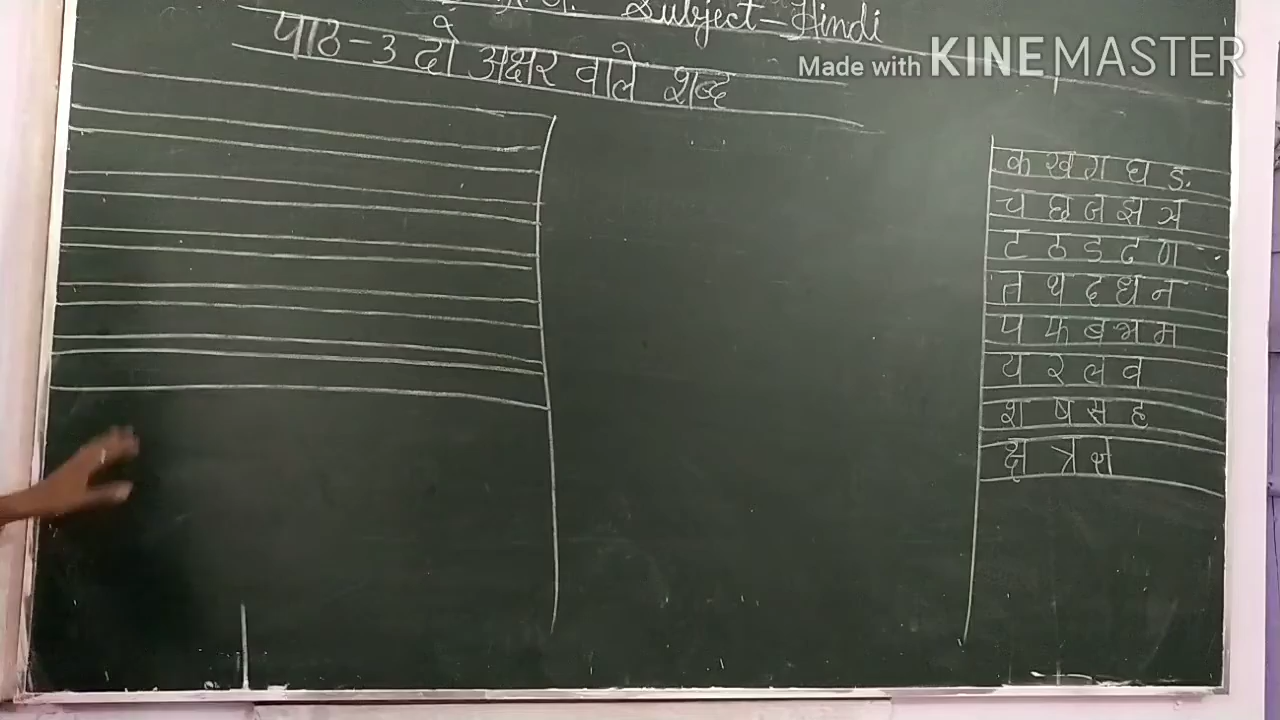 Subject-Hindi
पाठ-3 दो अक्षर वाले शब्द
Made with KINEMASTER
क ख ग घ ङ
च छ ज झ ञ
ट ठ ड ढ ण
त थ द ध न
प फ ब भ म
य र ल व
श ष स ह
क्ष त्र ज्ञ